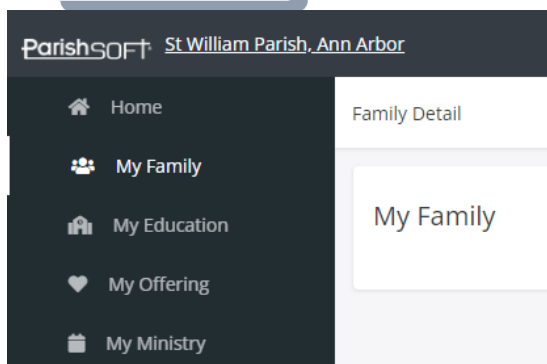 ParishSOFT St William Parish, Ann Arbor
Home
My Family
My Education
My Offering
My Ministry
Family Detail
My Family